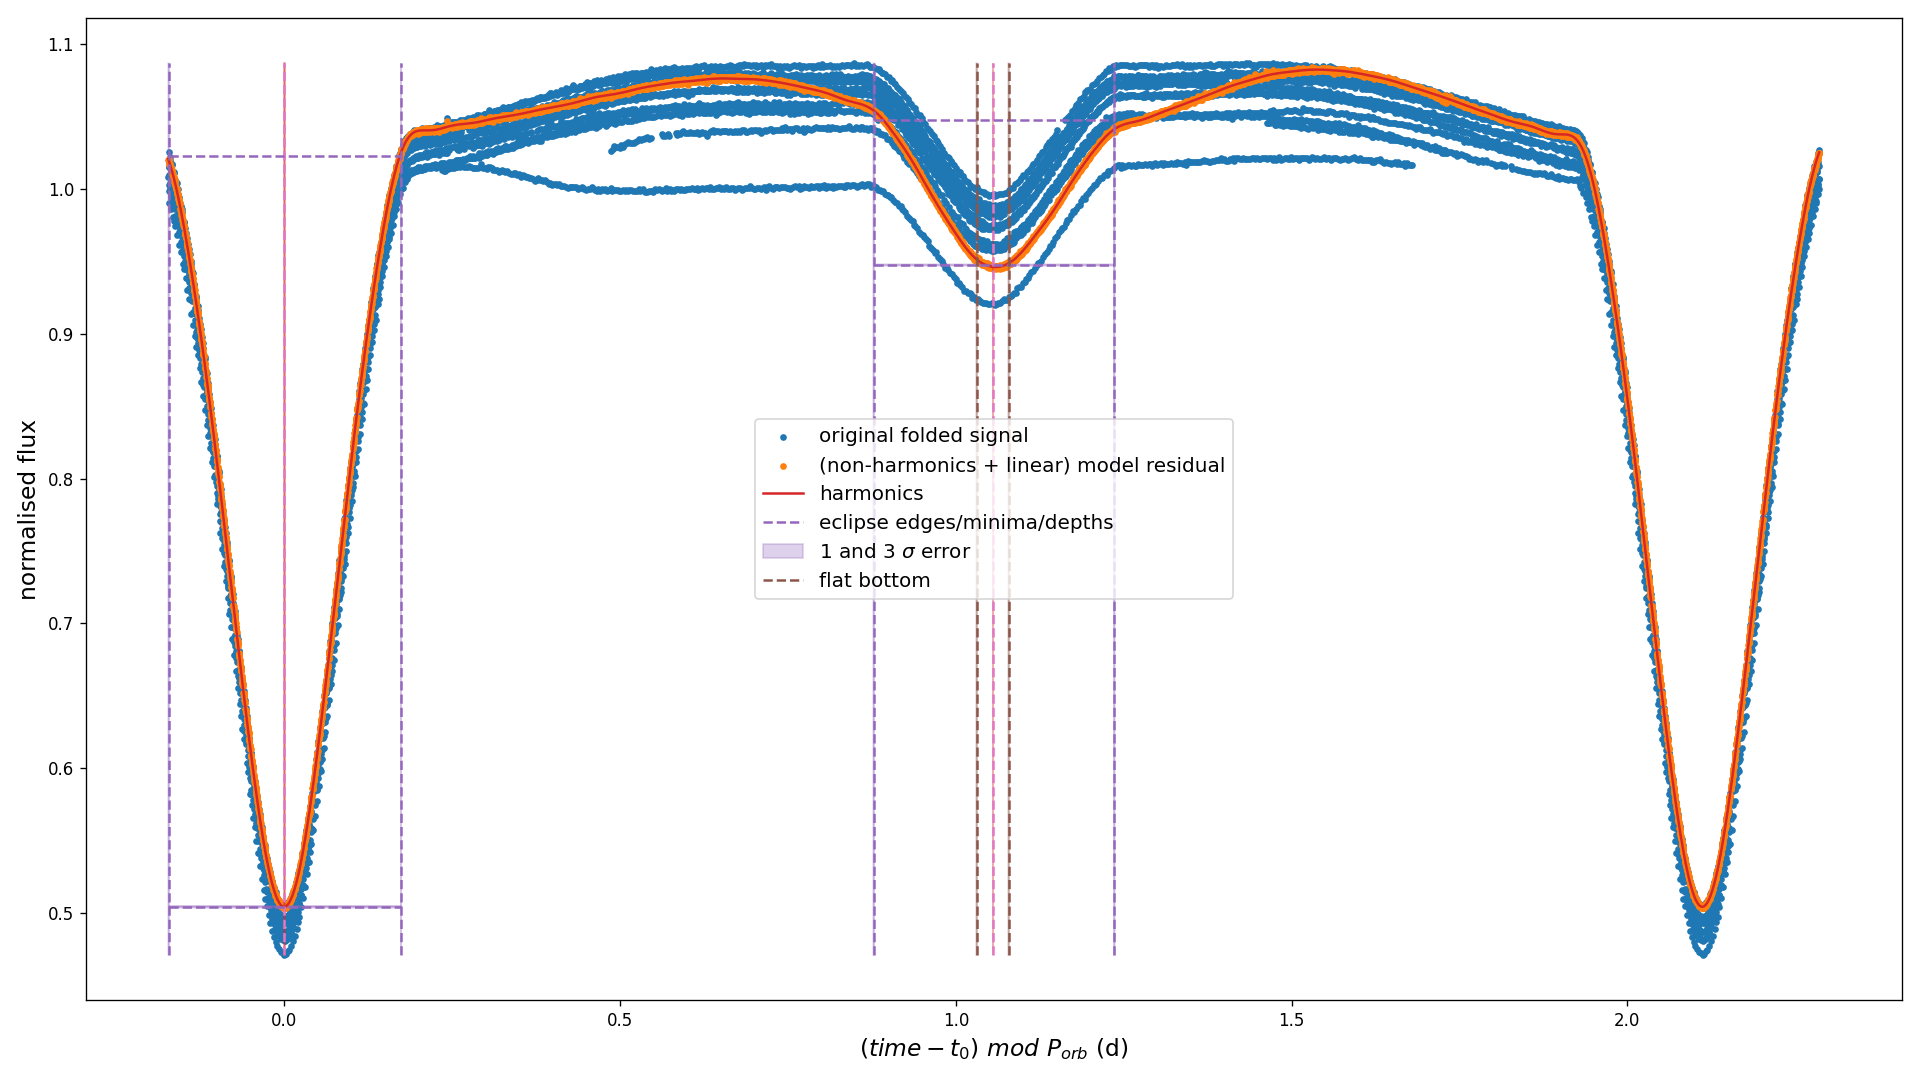 normalised flux
1.1
1.0
0.9
0.8
0.7
0.6
0.5
original folded signal
(non-harmonics + linear) model residual
harmonics
eclipse edges/minima/depths
1 and 3 σ error
flat bottom
0.0 0.5 1.0 1.5 2.0
(time − t₀) mod Pₒᵣb (d)